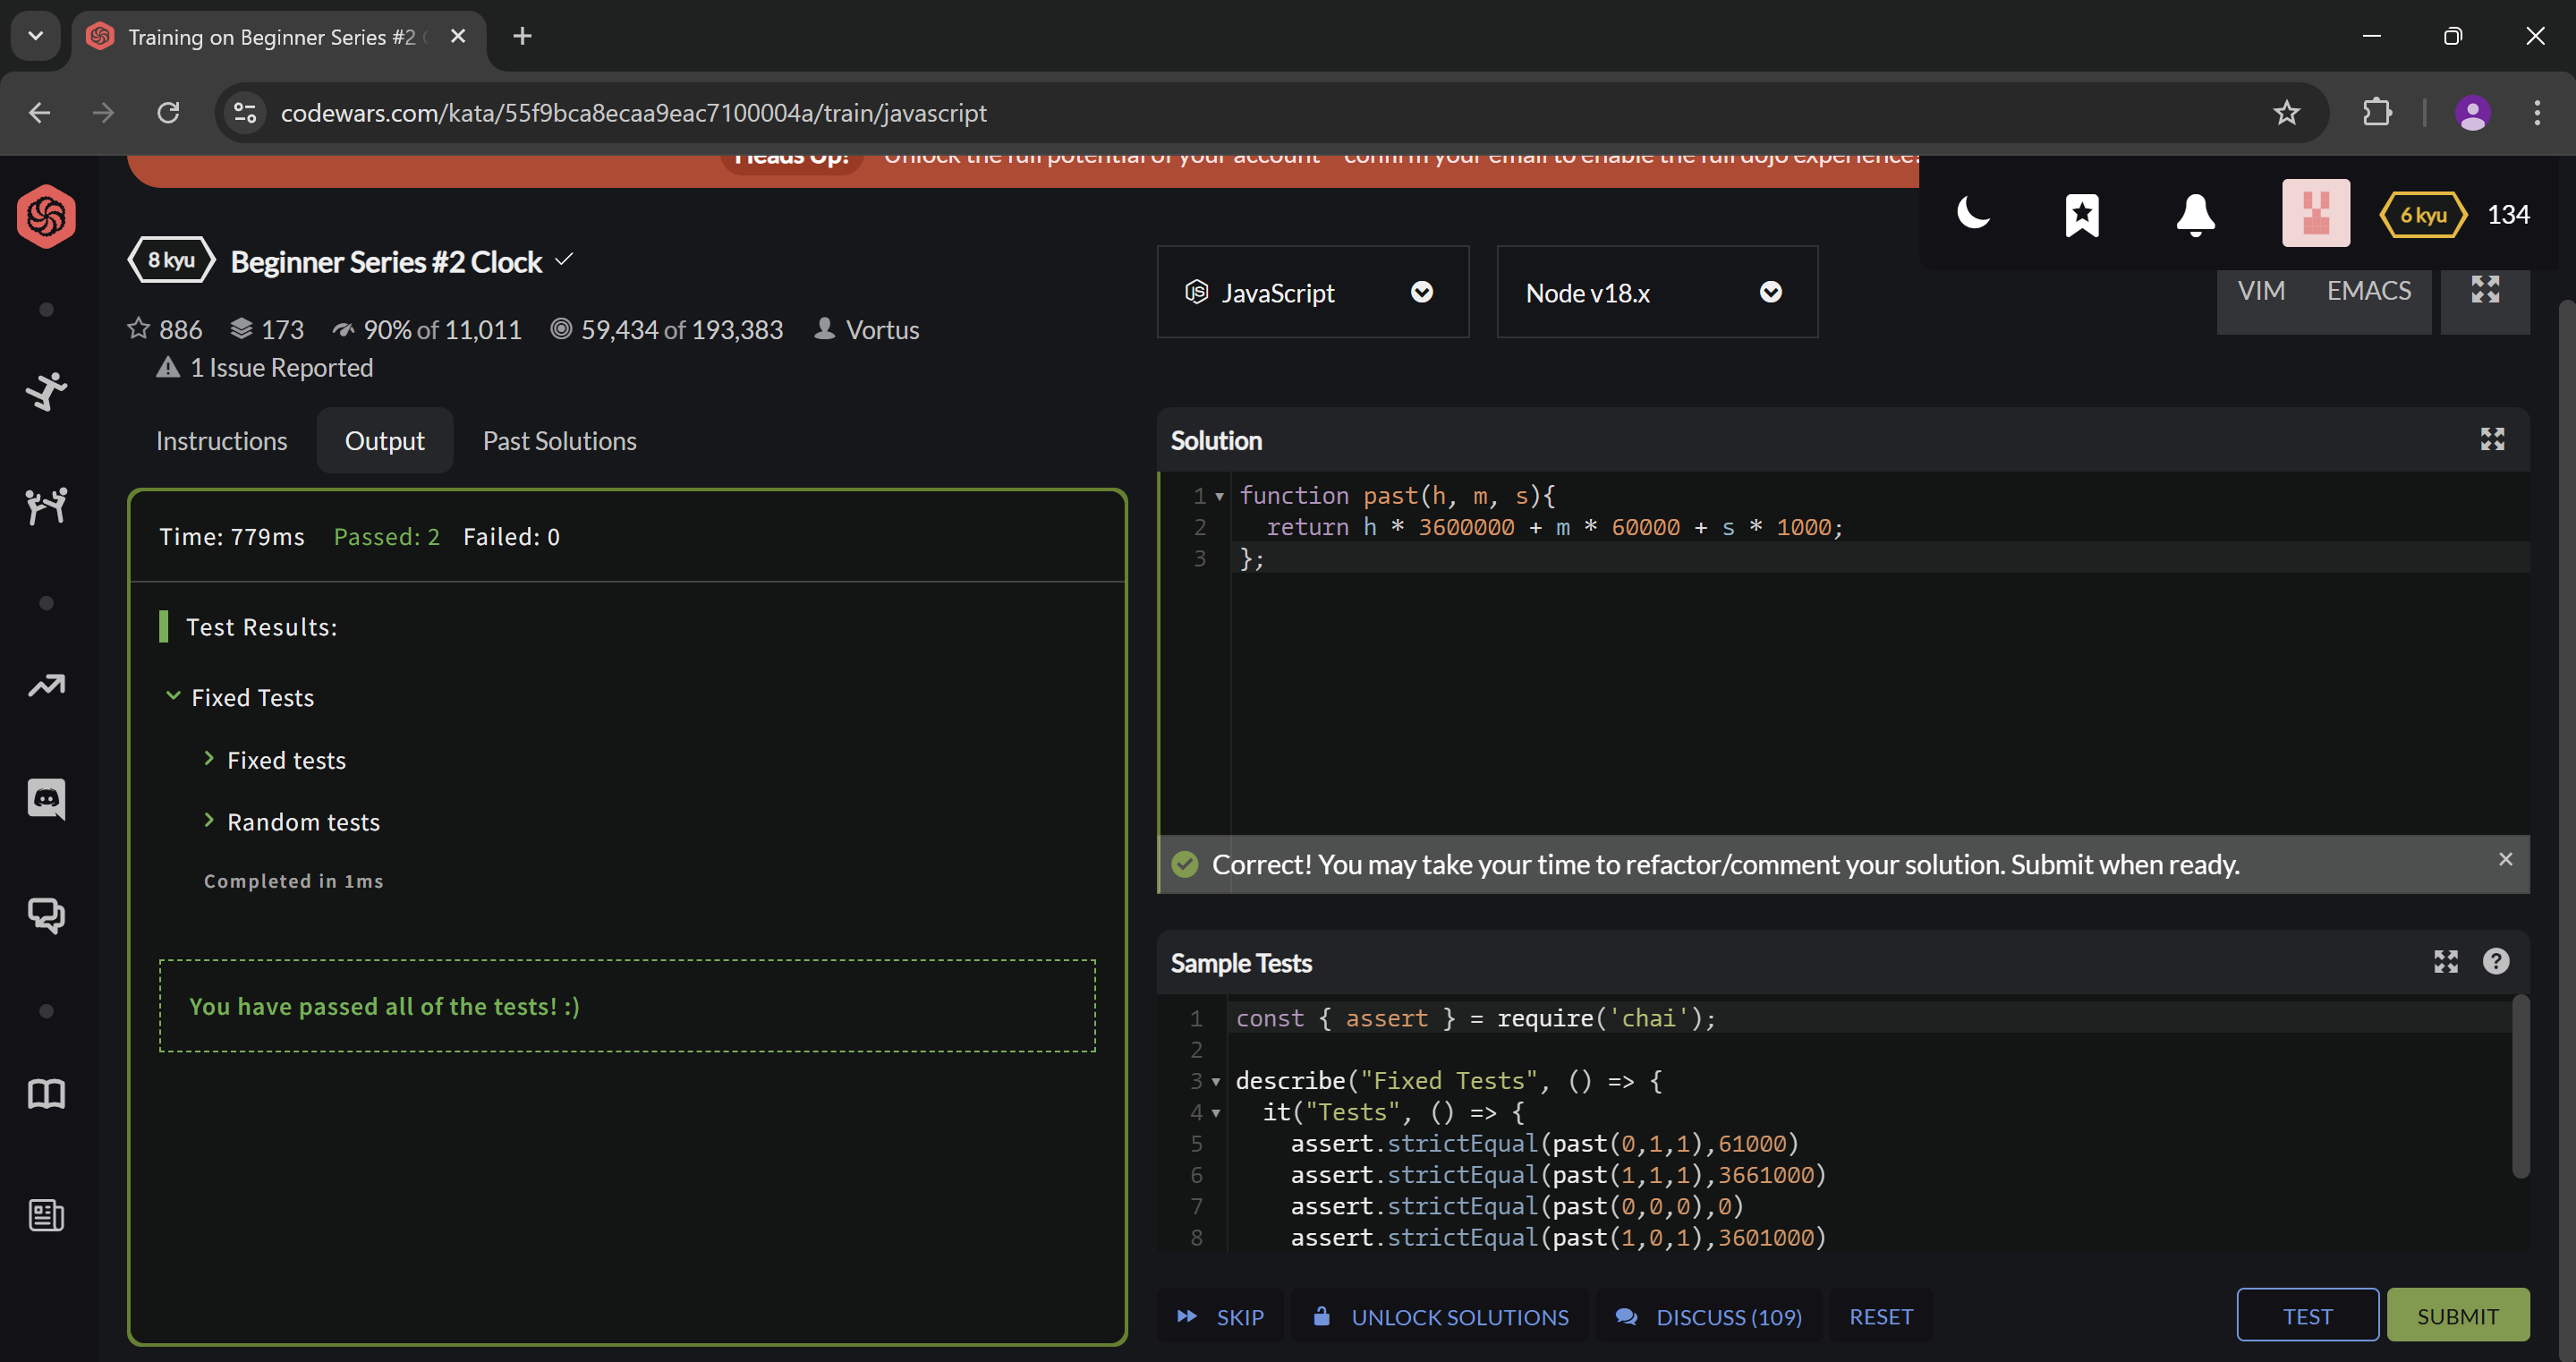 Training on Beginner Series #2
codewars.com/kata/55f9bca8ecaa9eac7100004a/train/javascript
Heads Up! Unlock the full potential of your account confirm your email to enable the full dojo experience.
6 kyu 134
8 kyu Beginner Series #2 Clock
886 173 90% of 11,011 59,434 of 193,383 Vortus
1 Issue Reported
JavaScript
Node v18.x
VIM EMACS
Instructions Output Past Solutions
Time: 779ms Passed: 2 Failed: 0
Test Results:
Fixed Tests
Fixed tests
Random tests
Completed in 1ms
You have passed all of the tests! :)
Solution
1 function past(h, m, s){
2 return h * 3600000 + m * 60000 + s * 1000;
3 };
Correct! You may take your time to refactor/comment your solution. Submit when ready.
Sample Tests
1 const { assert } = require('chai');
2
3 describe("Fixed Tests", () => {
4 it("Tests", () => {
5 assert.strictEqual(past(0,1,1),61000)
6 assert.strictEqual(past(1,1,1),3661000)
7 assert.strictEqual(past(0,0,0),0)
8 assert.strictEqual(past(1,0,1),3601000)
SKIP UNLOCK SOLUTIONS DISCUSS (109) RESET TEST SUBMIT